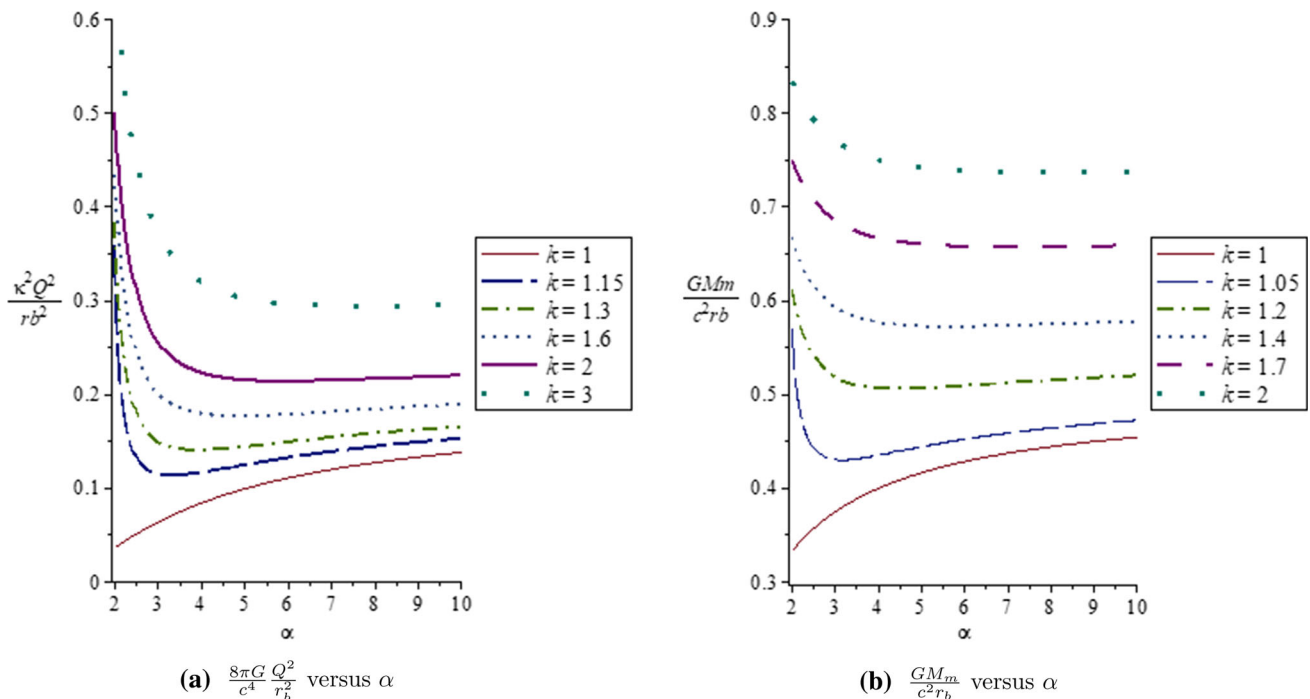 0.6
0.5
0.4
0.3
0.2
0.1
0
κ²Q²
rb²
2 3 4 5 6 7 8 9 10
α
k = 1
k = 1.15
k = 1.3
k = 1.6
k = 2
k = 3
(a) 8πG/c⁴ Q²/r_b² versus α
0.9
0.8
0.7
0.6
0.5
0.4
0.3
GMm
c²rb
2 3 4 5 6 7 8 9 10
α
k = 1
k = 1.05
k = 1.2
k = 1.4
k = 1.7
k = 2
(b) GM_m/c²r_b versus α